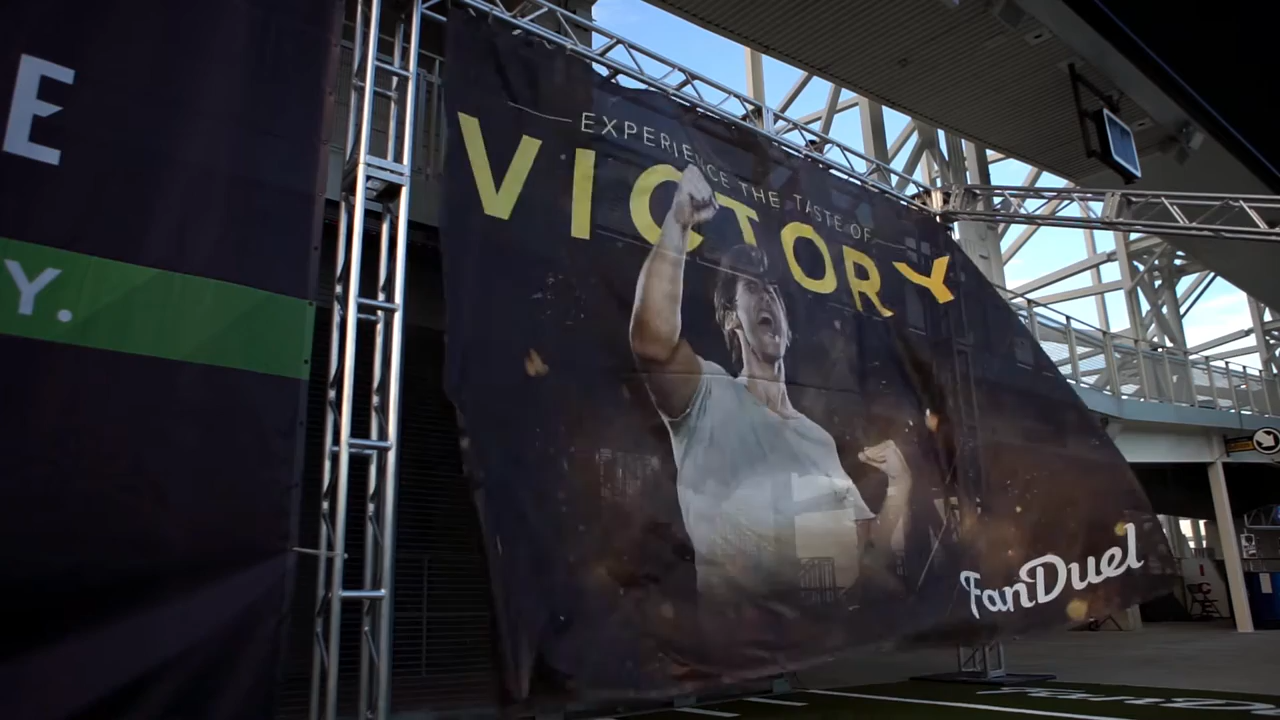 E
Y.
EXPERIENCE THE TASTE OF
VICTORY
FanDuel